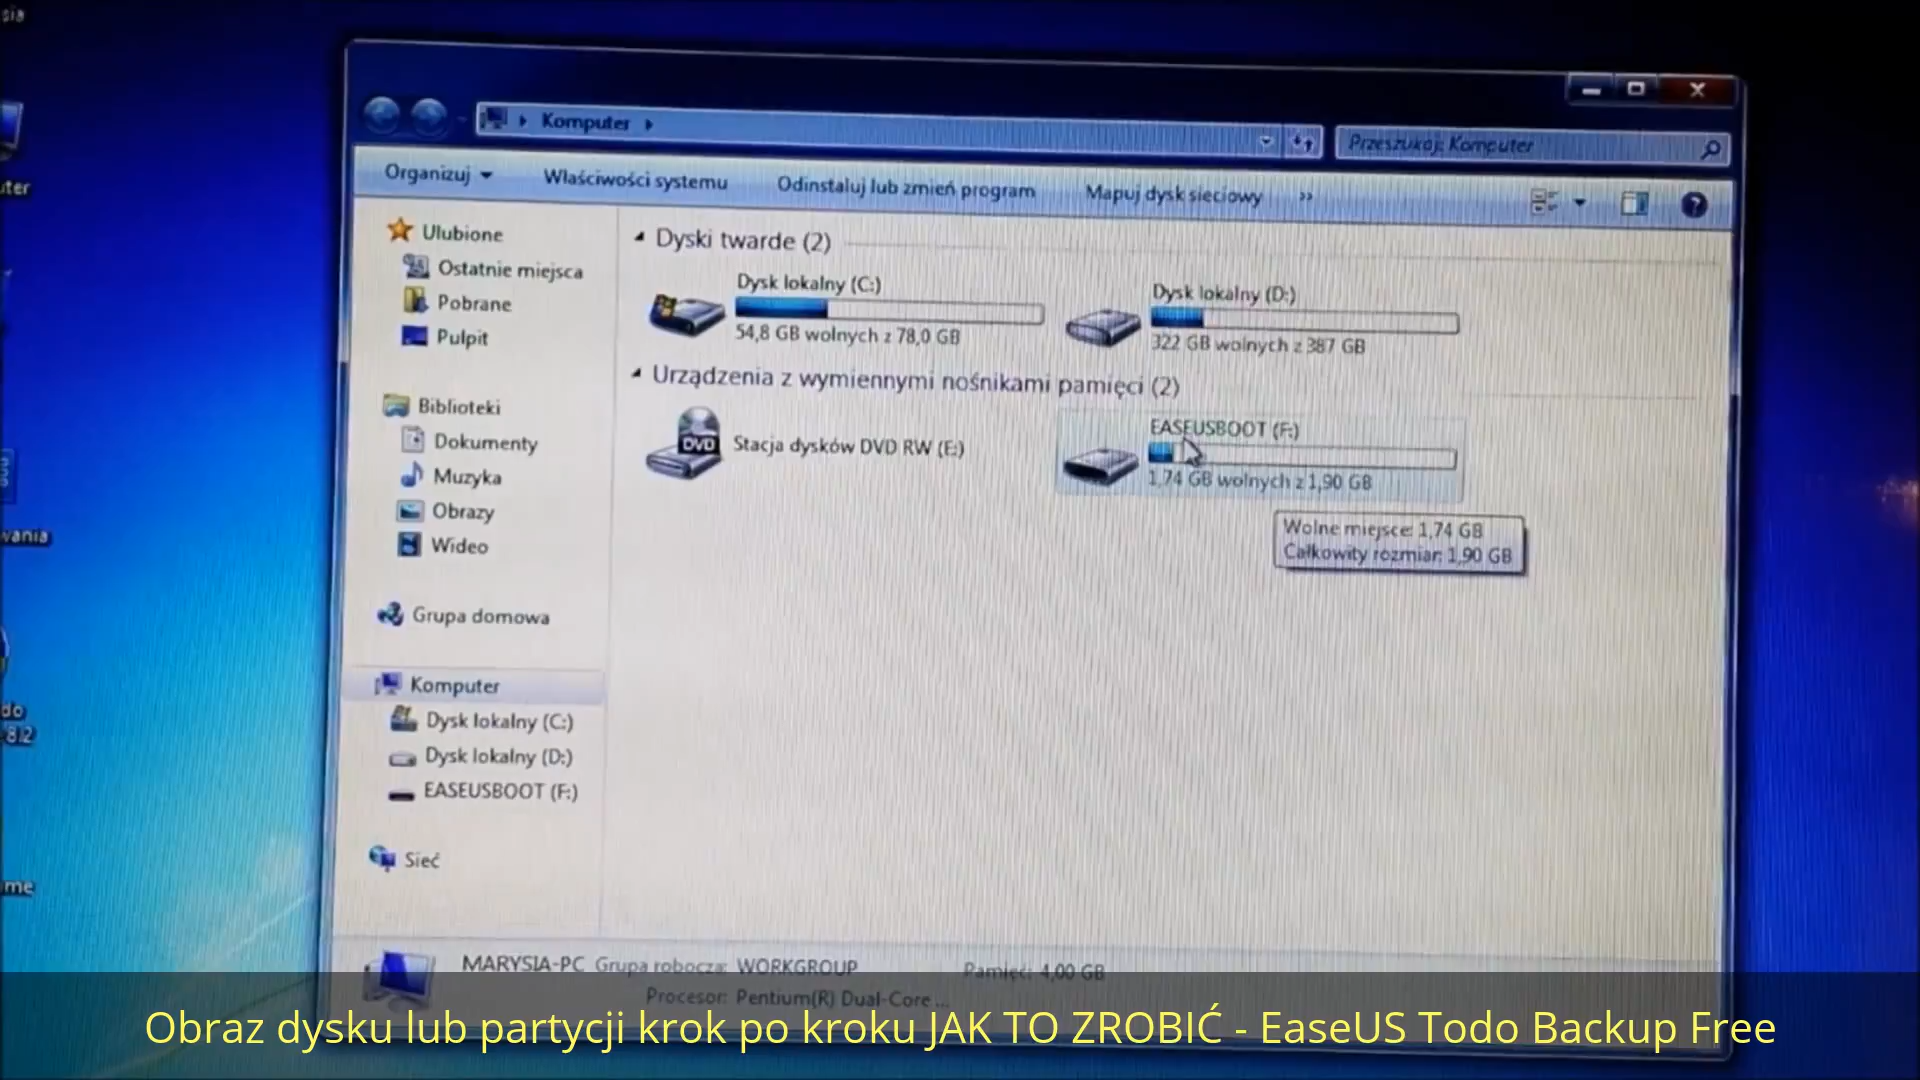 Komputer
Przeszukaj: Komputer
Organizuj
Właściwości systemu
Odinstaluj lub zmień program
Mapuj dysk sieciowy
»
Ulubione
Ostatnie miejsca
Pobrane
Pulpit
Biblioteki
Dokumenty
Muzyka
Obrazy
Wideo
Grupa domowa
Komputer
Dysk lokalny (C:)
Dysk lokalny (D:)
EASEUSBOOT (F:)
Sieć
Dyski twarde (2)
Dysk lokalny (C:)
54,8 GB wolnych z 78,0 GB
Dysk lokalny (D:)
322 GB wolnych z 387 GB
Urządzenia z wymiennymi nośnikami pamięci (2)
DVD
Stacja dysków DVD RW (E:)
EASEUSBOOT (F:)
1,74 GB wolnych z 1,90 GB
Wolne miejsce: 1,74 GB
Całkowity rozmiar: 1,90 GB
MARYSIA-PC Grupa robocza: WORKGROUP Pamięć: 4,00 GB
Procesor: Pentium(R) Dual-Core ...
Obraz dysku lub partycji krok po kroku JAK TO ZROBIĆ - EaseUS Todo Backup Free